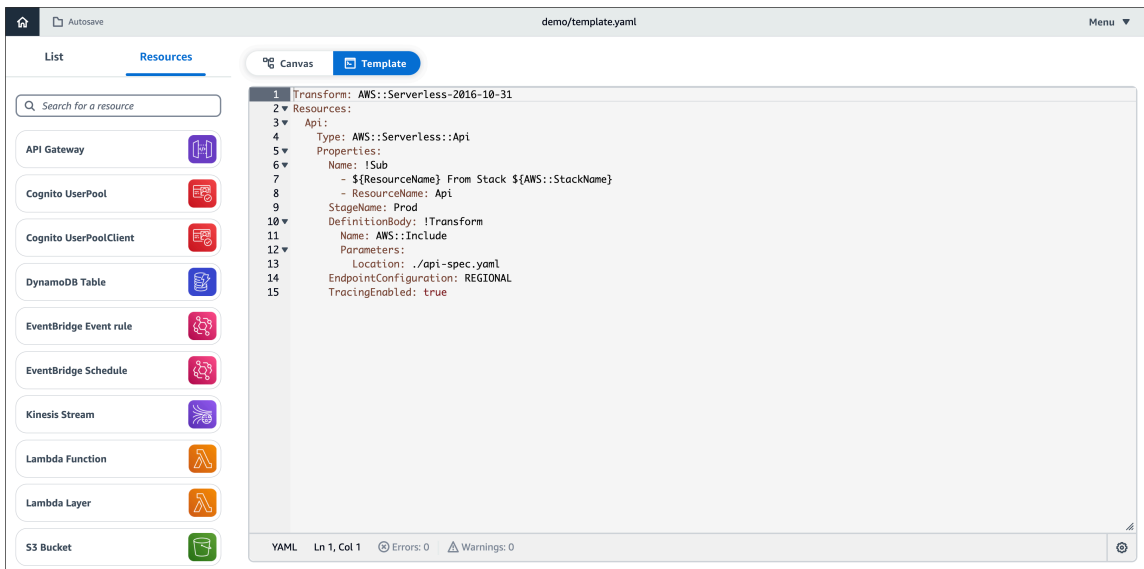 Autosave
demo/template.yaml
Menu
List
Resources
Search for a resource
API Gateway
Cognito UserPool
Cognito UserPoolClient
DynamoDB Table
EventBridge Event rule
EventBridge Schedule
Kinesis Stream
Lambda Function
Lambda Layer
S3 Bucket
Canvas
Template
1 Transform: AWS::Serverless-2016-10-31
2 Resources:
3   Api:
4     Type: AWS::Serverless::Api
5     Properties:
6       Name: !Sub
7         - ${ResourceName} From Stack ${AWS::StackName}
8         - ResourceName: Api
9       StageName: Prod
10       DefinitionBody: !Transform
11         Name: AWS::Include
12         Parameters:
13           Location: ./api-spec.yaml
14       EndpointConfiguration: REGIONAL
15       TracingEnabled: true
YAML Ln 1, Col 1 Errors: 0 Warnings: 0